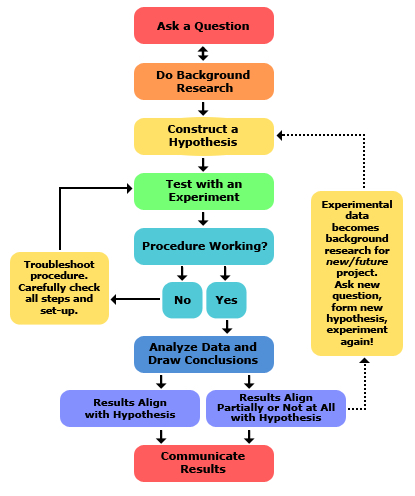 Ask a Question
Do Background
Research
Construct a
Hypothesis
Test with an
Experiment
Procedure Working?
No
Yes
Troubleshoot
procedure.
Carefully check
all steps and
set-up.
Experimental
data
becomes
background
research for
new/future
project.
Ask new
question,
form new
hypothesis,
experiment
again!
Analyze Data and
Draw Conclusions
Results Align
with Hypothesis
Results Align
Partially or Not at All
with Hypothesis
Communicate
Results